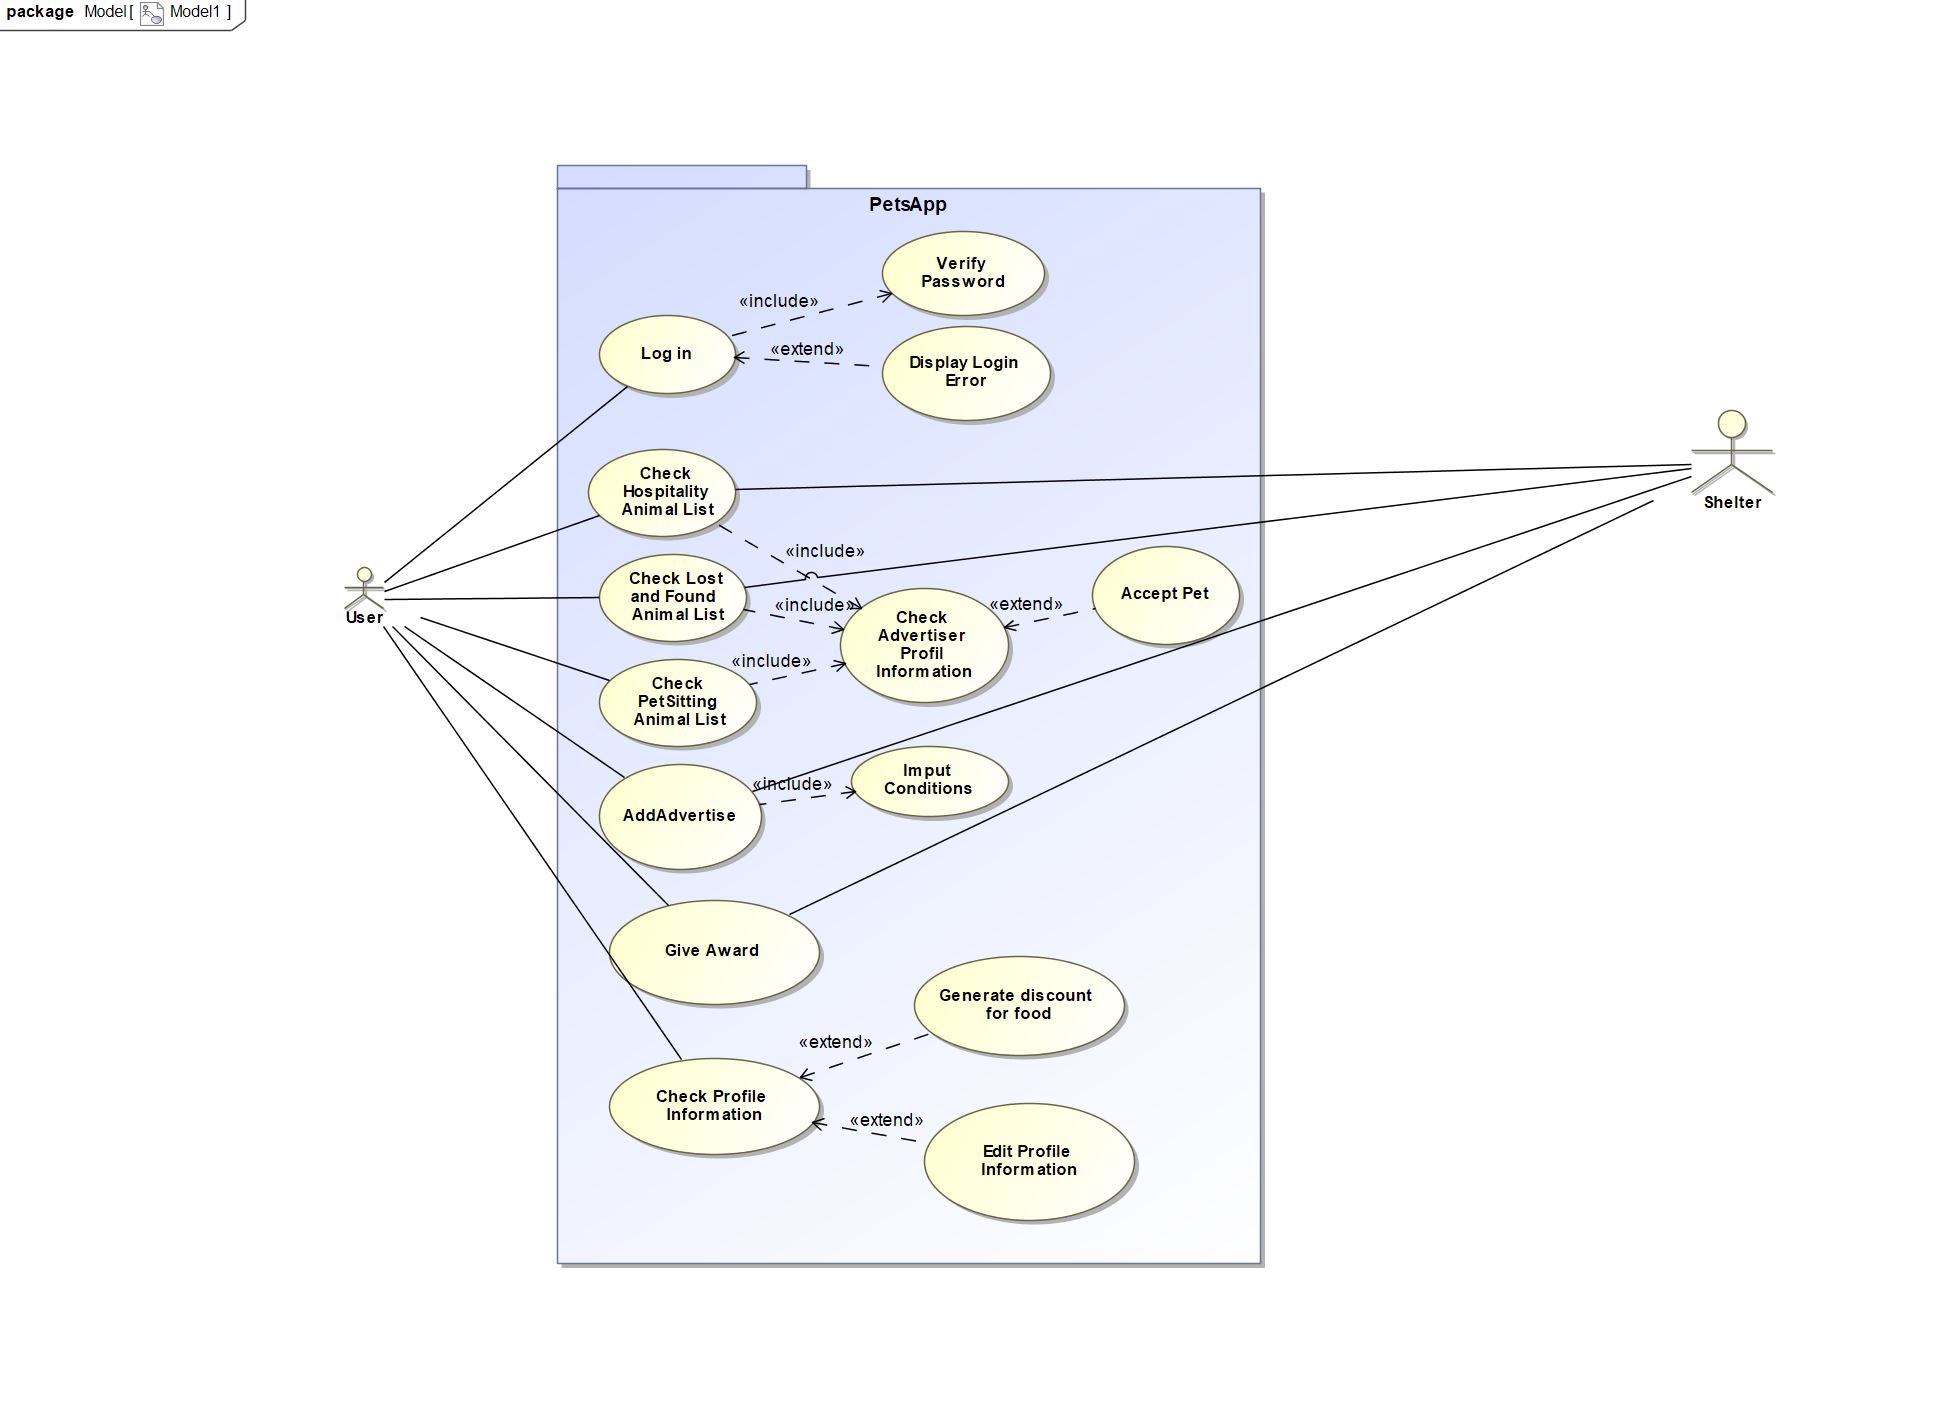 package Model[ Model1 ]
PetsApp
Verify
Password
«include»
Log in
«extend»
Display Login
Error
Check
Hospitality
Animal List
Shelter
«include»
Check Lost
and Found
Animal List
«include»
Check
Advertiser
Profil
Information
«extend»
Accept Pet
User
«include»
Check
PetSitting
Animal List
«include»
Imput
Conditions
AddAdvertise
Give Award
Generate discount
for food
«extend»
Check Profile
Information
«extend»
Edit Profile
Information